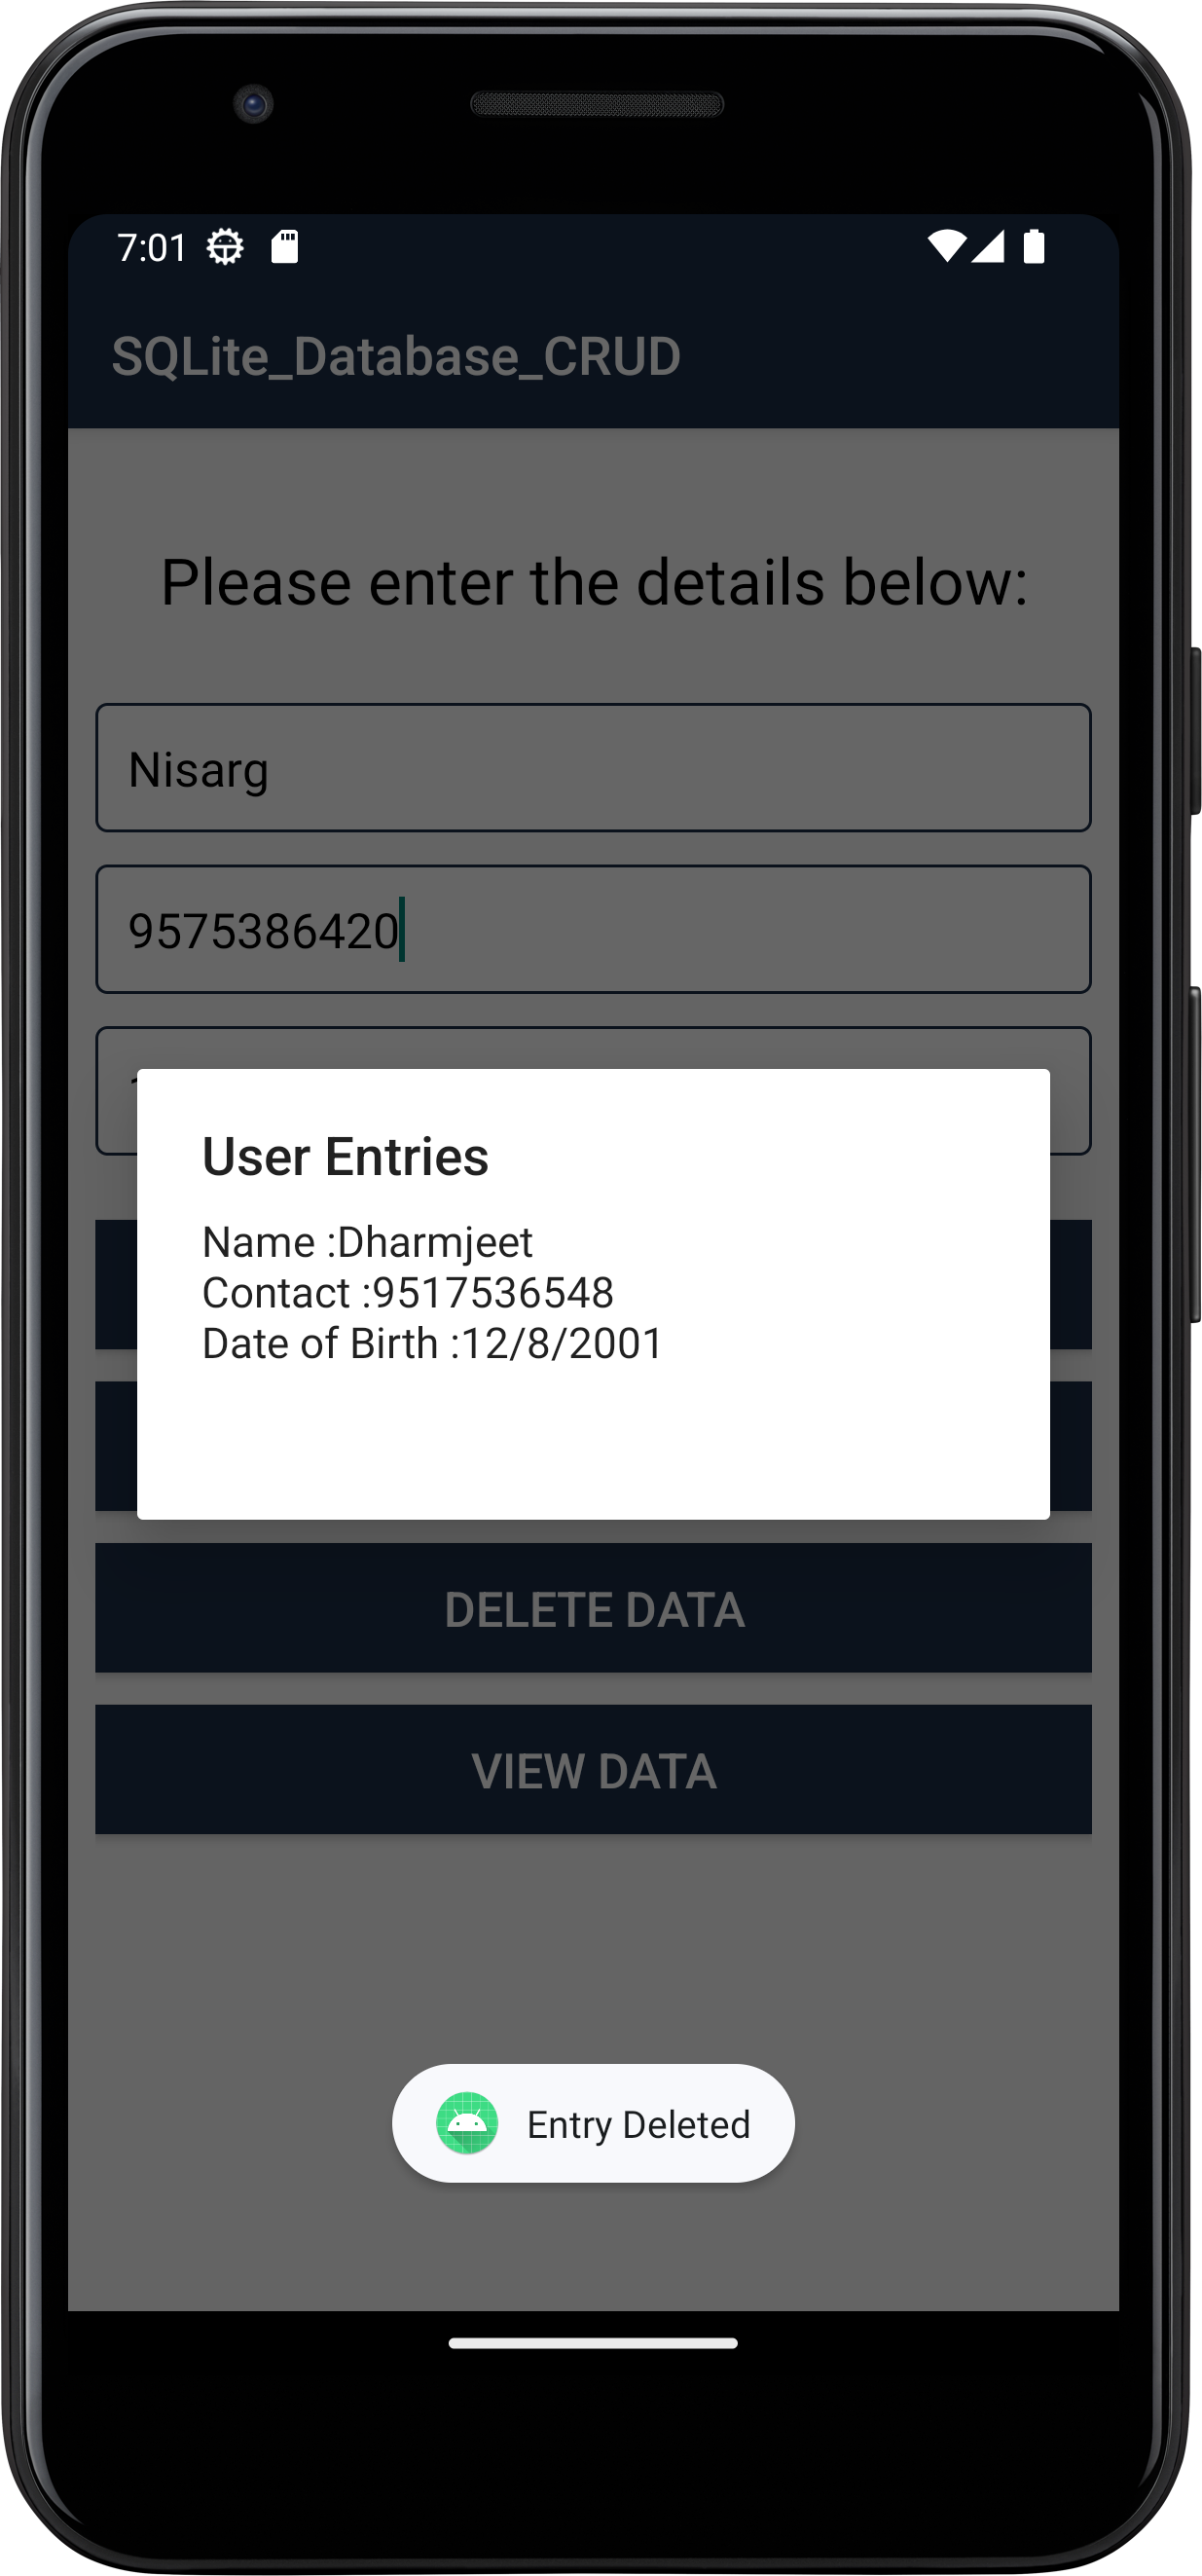 7:01
SQLite_Database_CRUD
Please enter the details below:
Nisarg
9575386420
User Entries
Name :Dharmjeet
Contact :9517536548
Date of Birth :12/8/2001
DELETE DATA
VIEW DATA
Entry Deleted